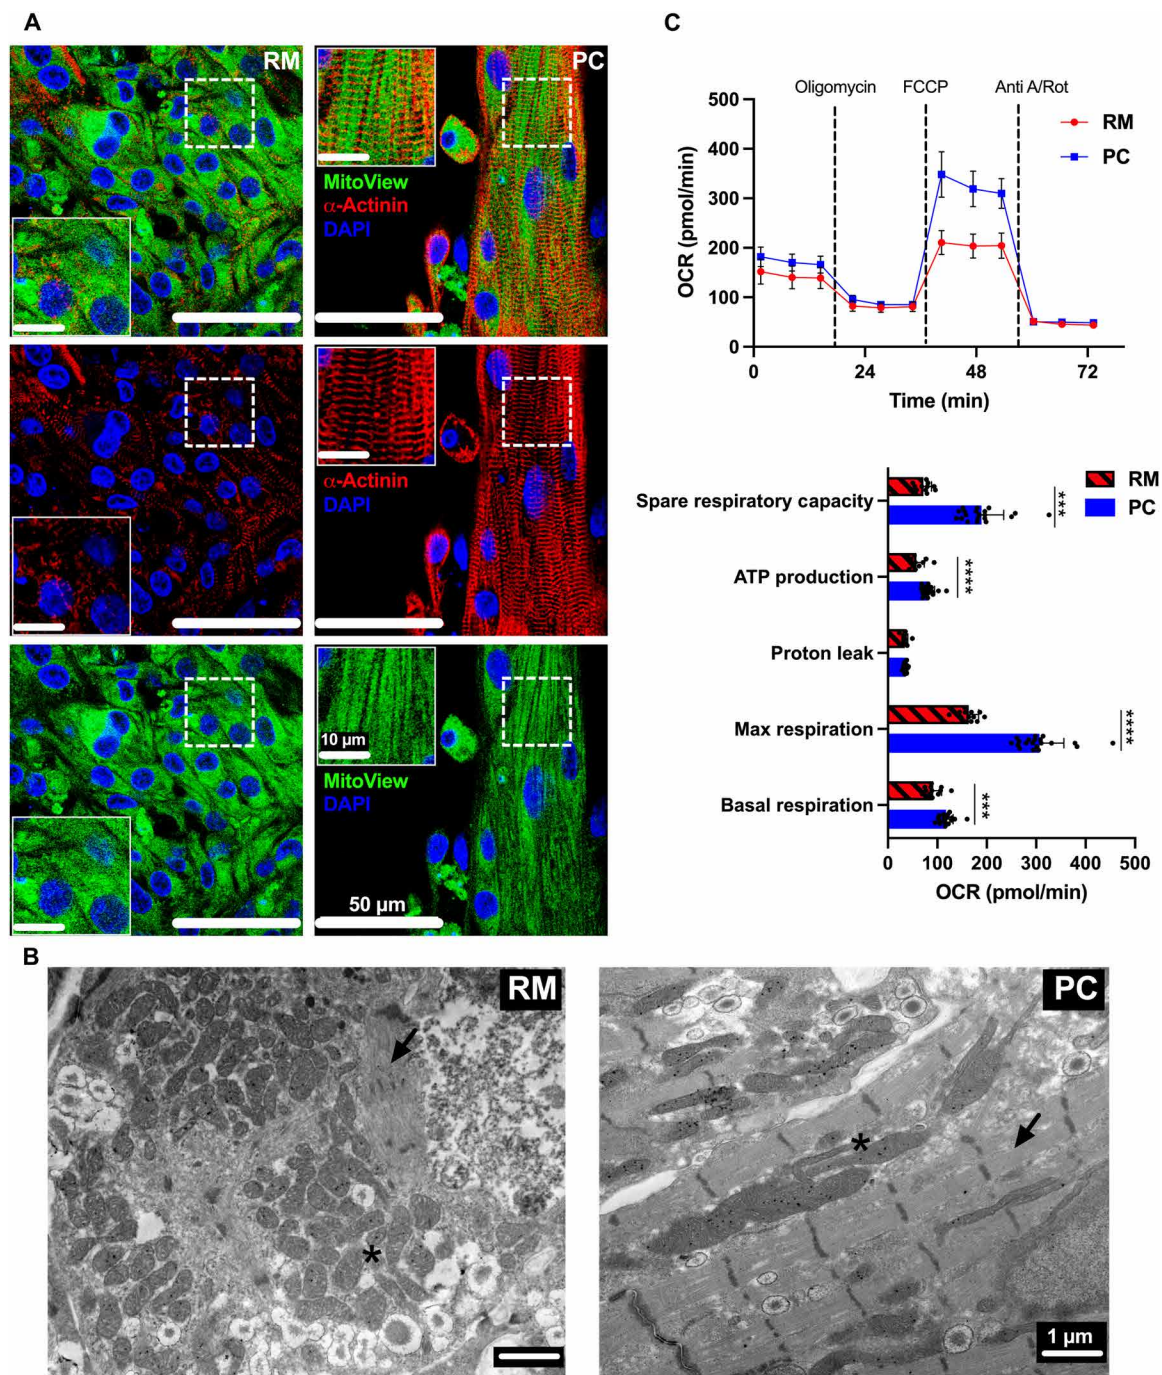 A
RM
PC
MitoView
α-Actinin
DAPI
α-Actinin
DAPI
10 µm
MitoView
DAPI
50 µm
C
Oligomycin FCCP Anti A/Rot
500
400
300
200
100
0
OCR (pmol/min)
0 24 48 72
Time (min)
RM
PC
Spare respiratory capacity
ATP production
Proton leak
Max respiration
Basal respiration
***
****
****
***
RM
PC
0 100 200 300 400 500
OCR (pmol/min)
B
RM
*
PC
*
1 µm